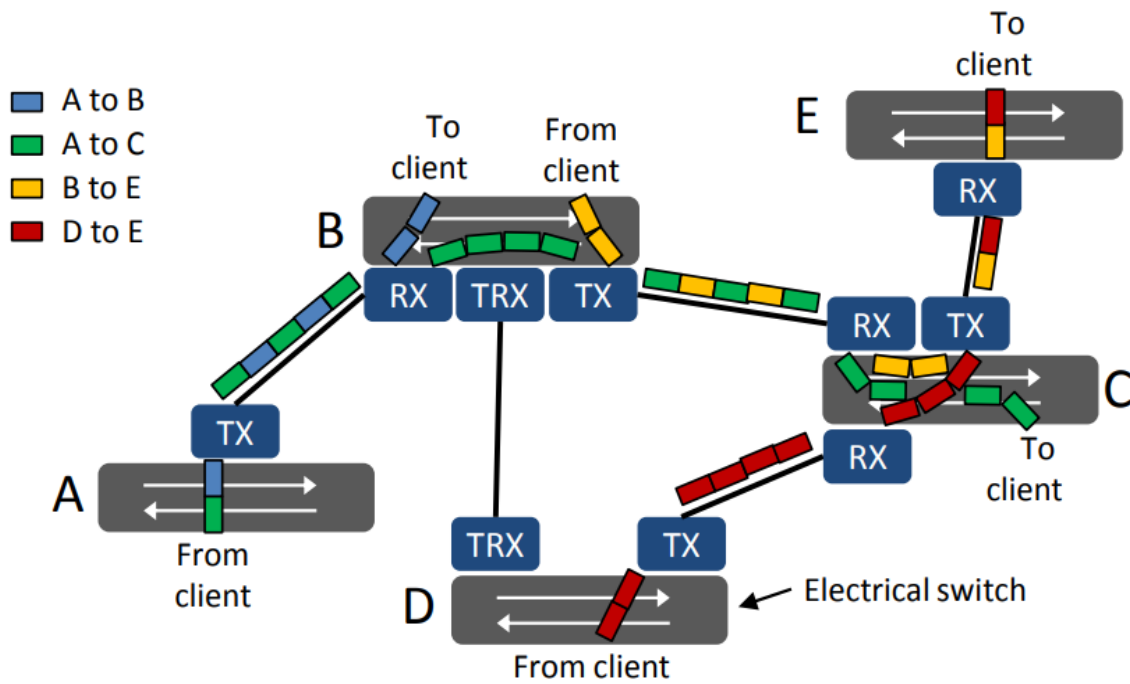 A to B
A to C
B to E
D to E
To
client
From
client
B
RX
TRX
TX
To
client
E
RX
RX
TX
C
To
client
RX
TX
A
From
client
TRX
TX
D
Electrical switch
From client